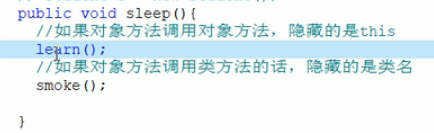 public void sleep(){
//如果对象方法调用对象方法，隐藏的是this
learn();
//如果对象方法调用类方法的话，隐藏的是类名
smoke();
}